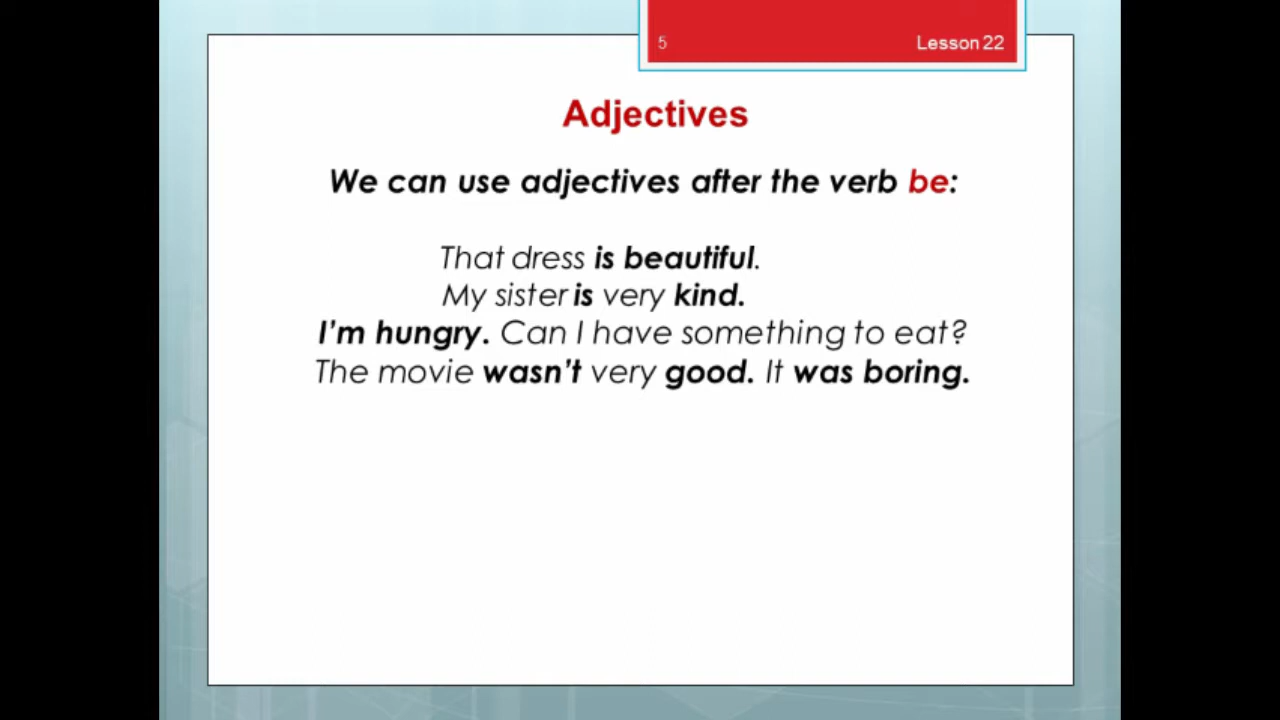 5 Lesson 22
Adjectives
We can use adjectives after the verb be:
That dress is beautiful.
My sister is very kind.
I'm hungry. Can I have something to eat?
The movie wasn't very good. It was boring.